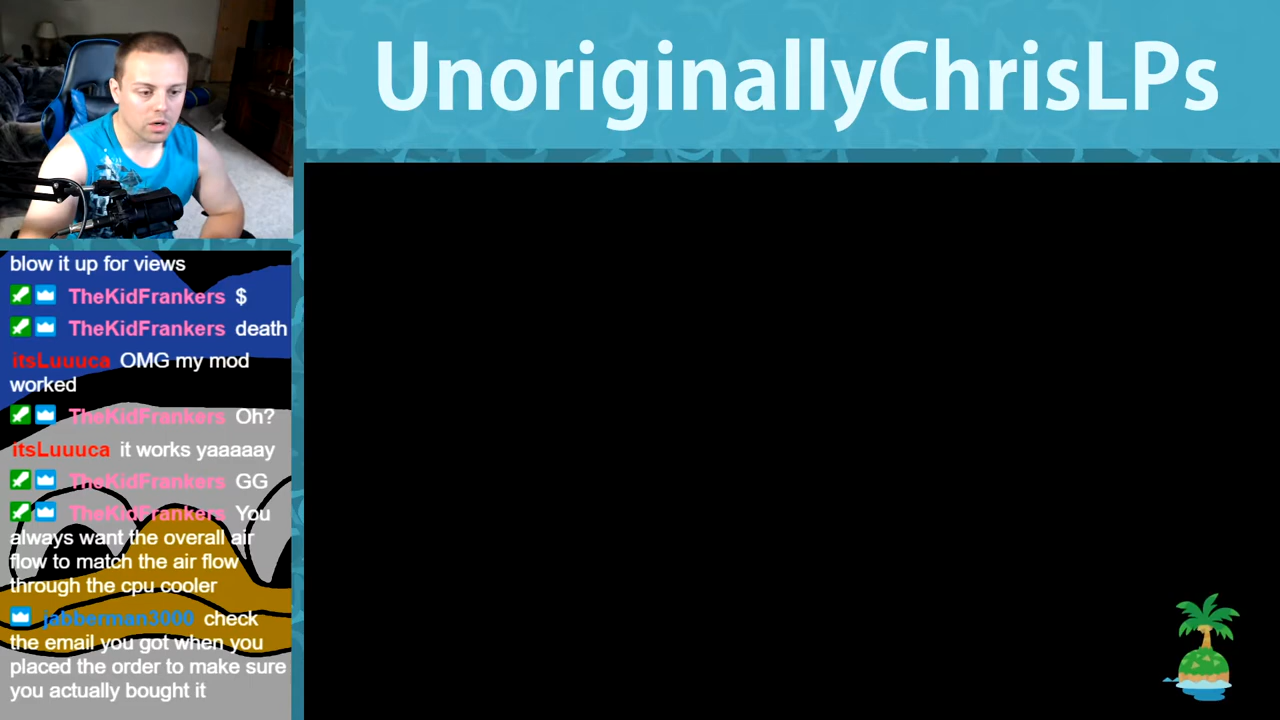 UnoriginallyChrisLPs
blow it up for views
TheKidFrankers $
TheKidFrankers death
itsLuuuca OMG my mod
worked
TheKidFrankers Oh?
itsLuuuca it works yaaaaay
TheKidFrankers GG
TheKidFrankers You
always want the overall air
flow to match the air flow
through the cpu cooler
jabberman3000 check
the email you got when you
placed the order to make sure
you actually bought it